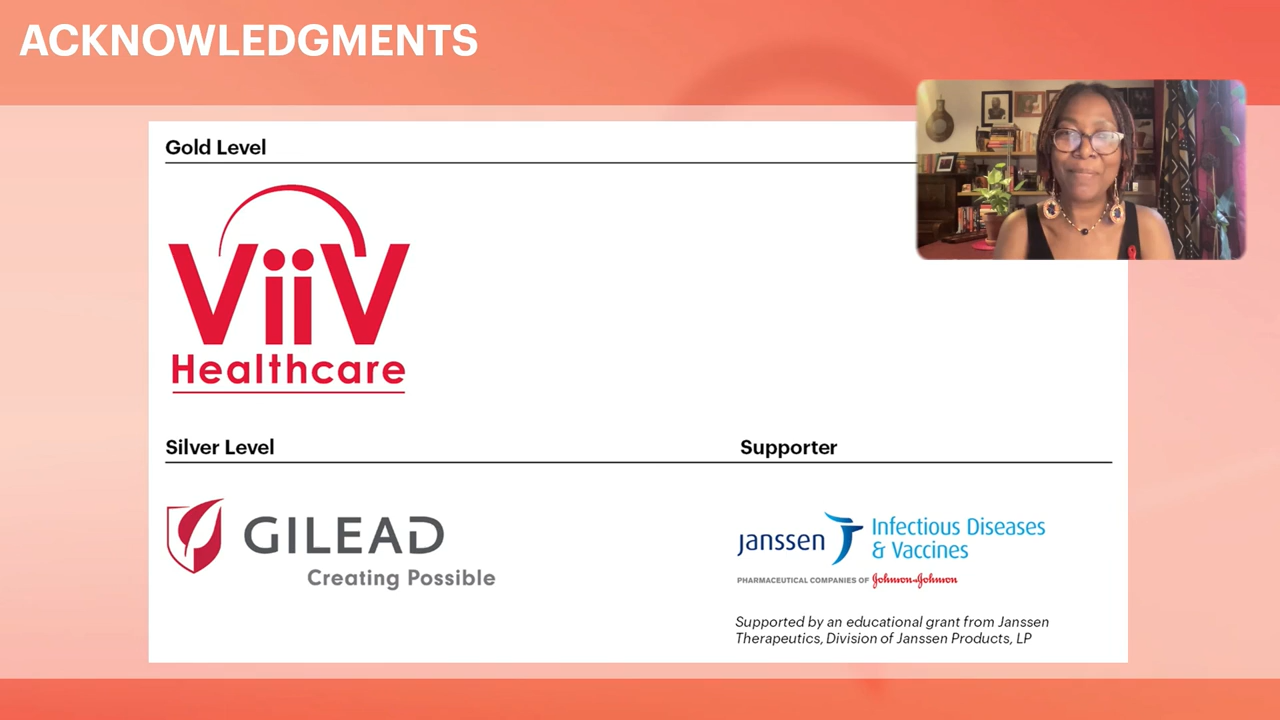 ACKNOWLEDGMENTS
Gold Level
ViiV
Healthcare
Silver Level
Supporter
GILEAD
Creating Possible
janssen
Infectious Diseases
& Vaccines
PHARMACEUTICAL COMPANIES OF Johnson & Johnson
Supported by an educational grant from Janssen
Therapeutics, Division of Janssen Products, LP